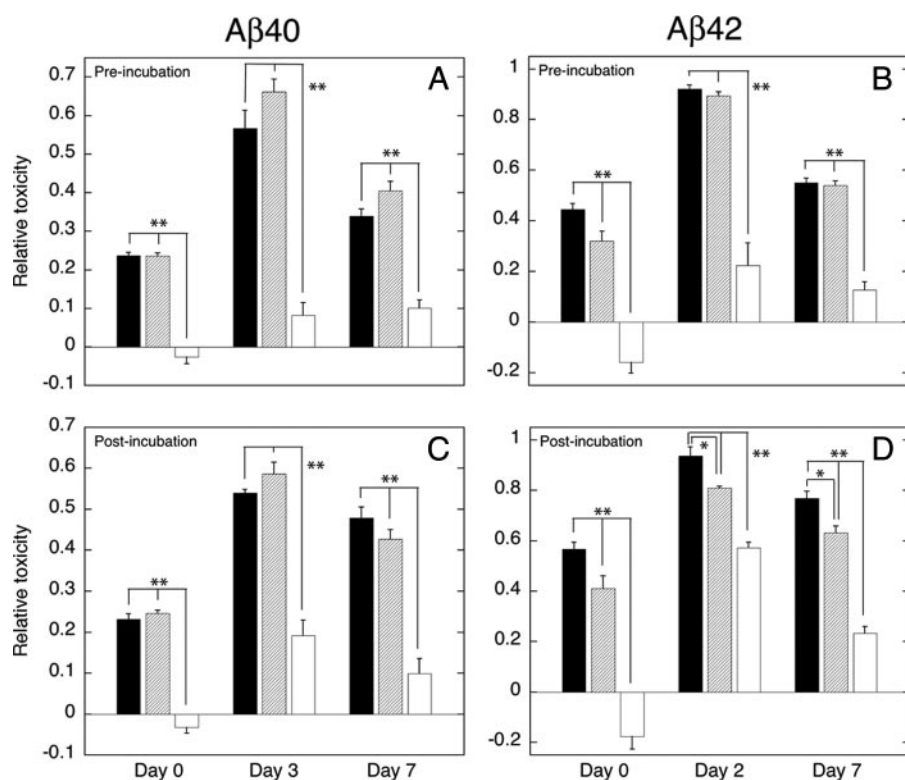 Aβ40
Aβ42
Pre-incubation
A
Relative toxicity
0.7
0.6
0.5
0.4
0.3
0.2
0.1
0
-0.1
**
**
**
Pre-incubation
B
1
0.8
0.6
0.4
0.2
0
-0.2
**
**
**
Post-incubation
C
Relative toxicity
0.7
0.6
0.5
0.4
0.3
0.2
0.1
0
-0.1
**
**
**
Day 0
Day 3
Day 7
Post-incubation
D
1
0.8
0.6
0.4
0.2
0
-0.2
**
*
**
*
**
Day 0
Day 2
Day 7